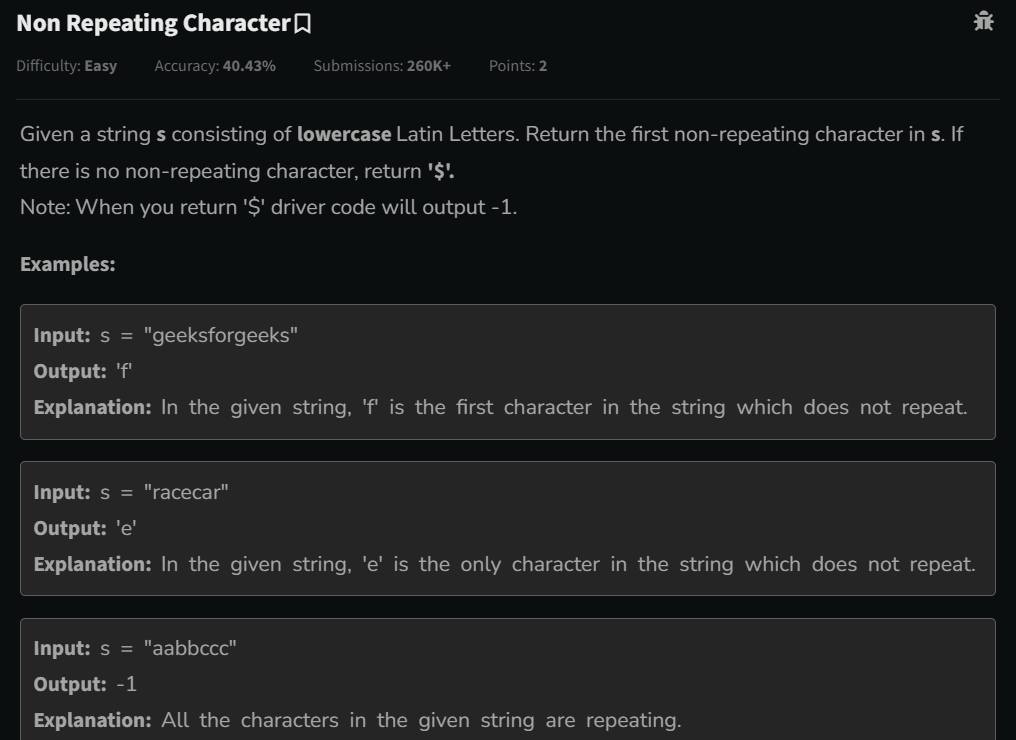 Non Repeating Character
Difficulty: Easy Accuracy: 40.43% Submissions: 260K+ Points: 2
Given a string s consisting of lowercase Latin Letters. Return the first non-repeating character in s. If
there is no non-repeating character, return '$'.
Note: When you return '$' driver code will output -1.
Examples:
Input: s = "geeksforgeeks"
Output: 'f'
Explanation: In the given string, 'f' is the first character in the string which does not repeat.
Input: s = "racecar"
Output: 'e'
Explanation: In the given string, 'e' is the only character in the string which does not repeat.
Input: s = "aabbccc"
Output: -1
Explanation: All the characters in the given string are repeating.